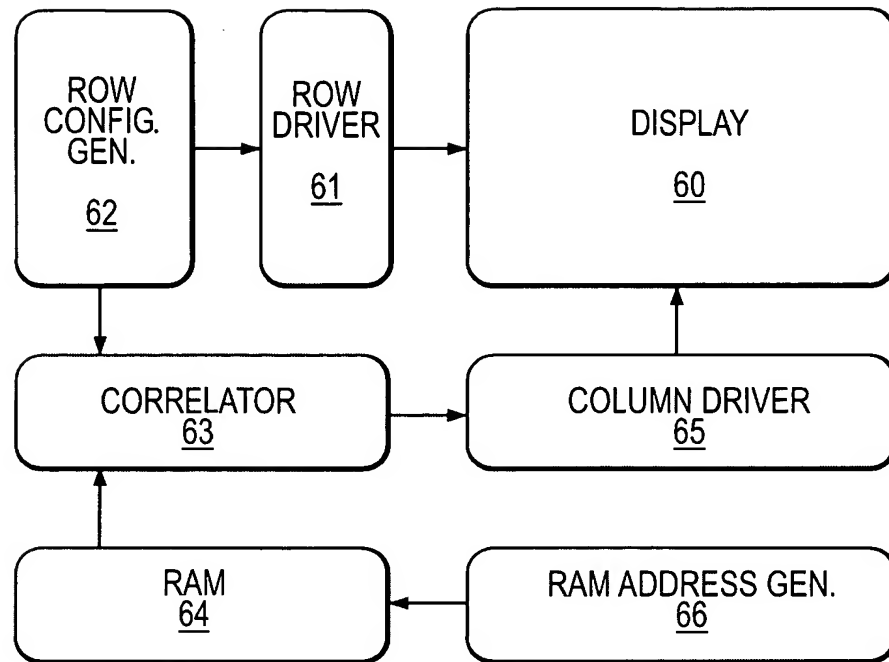 ROW
CONFIG.
GEN.
62
ROW
DRIVER
61
DISPLAY
60
CORRELATOR
63
COLUMN DRIVER
65
RAM
64
RAM ADDRESS GEN.
66